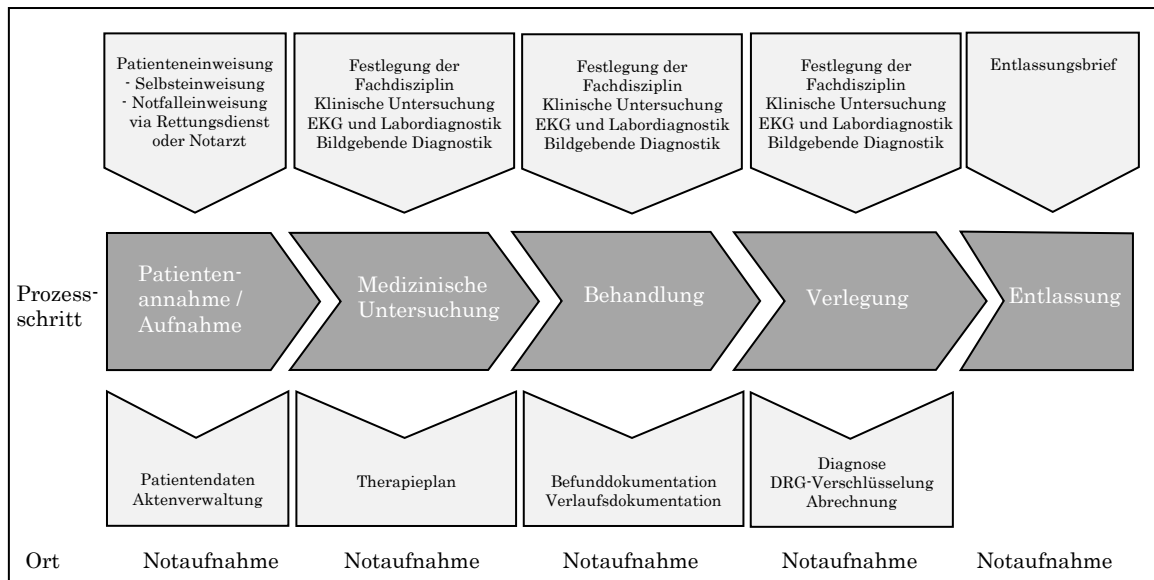 Patienteneinweisung
- Selbsteinweisung
- Notfalleinweisung
via Rettungsdienst
oder Notarzt
Festlegung der
Fachdisziplin
Klinische Untersuchung
EKG und Labordiagnostik
Bildgebende Diagnostik
Festlegung der
Fachdisziplin
Klinische Untersuchung
EKG und Labordiagnostik
Bildgebende Diagnostik
Festlegung der
Fachdisziplin
Klinische Untersuchung
EKG und Labordiagnostik
Bildgebende Diagnostik
Entlassungsbrief
Prozess-
schritt
Patienten-
annahme /
Aufnahme
Medizinische
Untersuchung
Behandlung
Verlegung
Entlassung
Patientendaten
Aktenverwaltung
Therapieplan
Befunddokumentation
Verlaufsdokumentation
Diagnose
DRG-Verschlüsselung
Abrechnung
Ort Notaufnahme Notaufnahme Notaufnahme Notaufnahme Notaufnahme